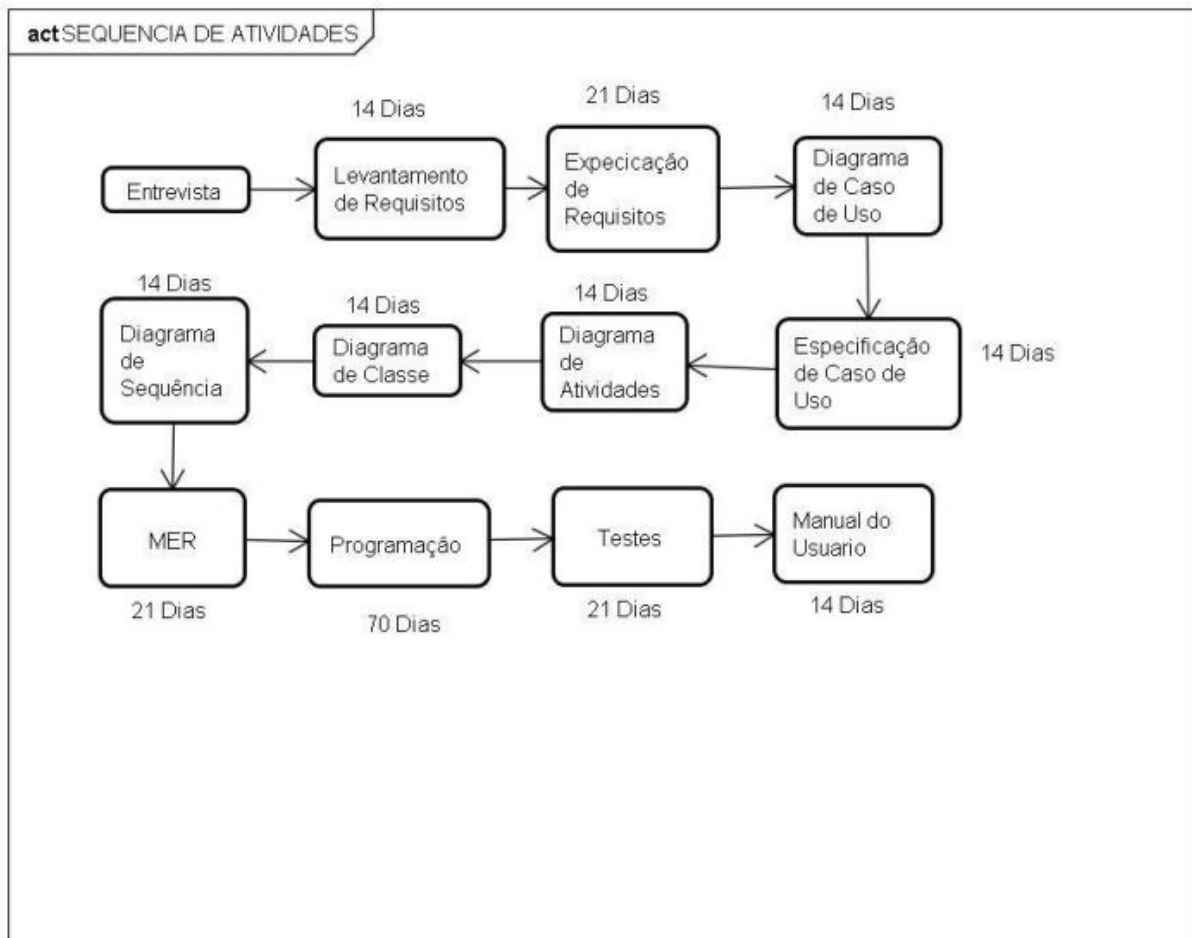 act SEQUENCIA DE ATIVIDADES
14 Dias
21 Dias
14 Dias
Entrevista
Levantamento
de Requisitos
Expecicação
de
Requisitos
Diagrama
de Caso
de Uso
14 Dias
14 Dias
14 Dias
14 Dias
Diagrama
de
Sequência
Diagrama
de Classe
Diagrama
de
Atividades
Especificação
de Caso de
Uso
MER
Programação
Testes
Manual do
Usuario
21 Dias
70 Dias
21 Dias
14 Dias